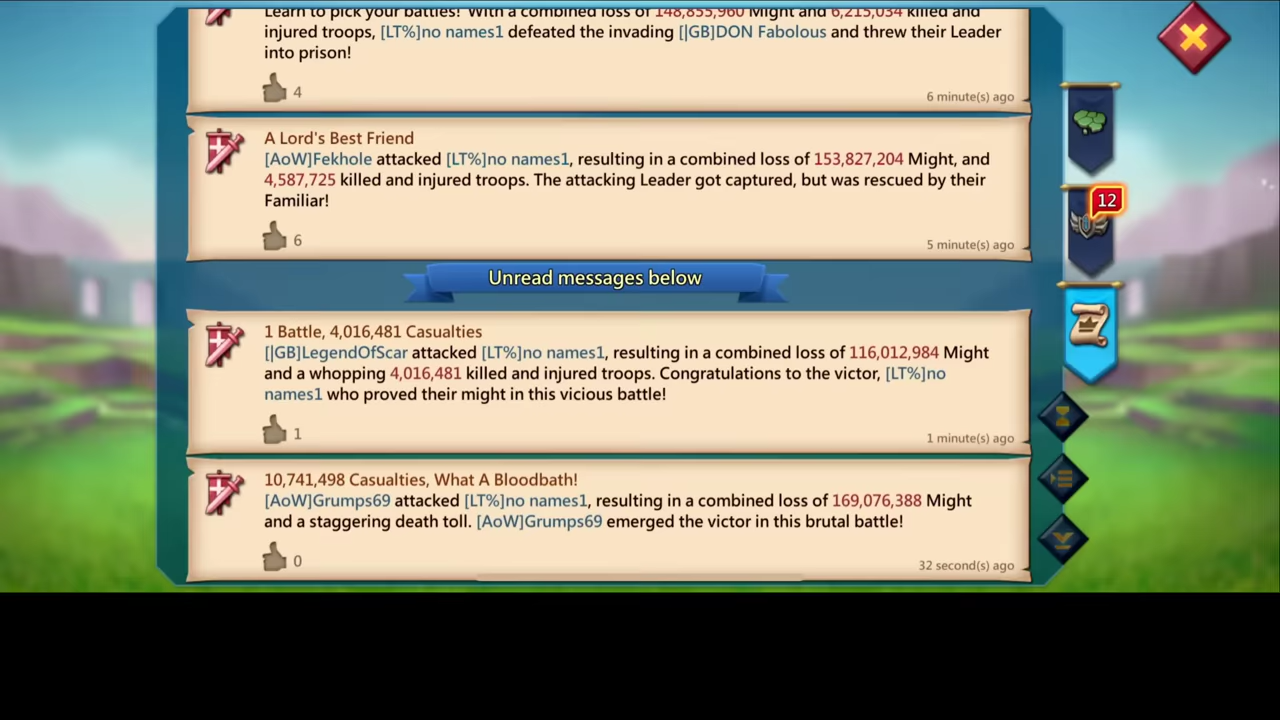 Learn to pick your battles! With a combined loss of 148,855,960 Might and 6,215,034 killed and
injured troops, [LT%]no names1 defeated the invading [|GB]DON Fabolous and threw their Leader
into prison!
4
6 minute(s) ago
A Lord's Best Friend
[AoW]Fekhole attacked [LT%]no names1, resulting in a combined loss of 153,827,204 Might, and
4,587,725 killed and injured troops. The attacking Leader got captured, but was rescued by their
Familiar!
6
5 minute(s) ago
12
Unread messages below
1 Battle, 4,016,481 Casualties
[|GB]LegendOfScar attacked [LT%]no names1, resulting in a combined loss of 116,012,984 Might
and a whopping 4,016,481 killed and injured troops. Congratulations to the victor, [LT%]no
names1 who proved their might in this vicious battle!
1
1 minute(s) ago
10,741,498 Casualties, What A Bloodbath!
[AoW]Grumps69 attacked [LT%]no names1, resulting in a combined loss of 169,076,388 Might
and a staggering death toll. [AoW]Grumps69 emerged the victor in this brutal battle!
0
32 second(s) ago